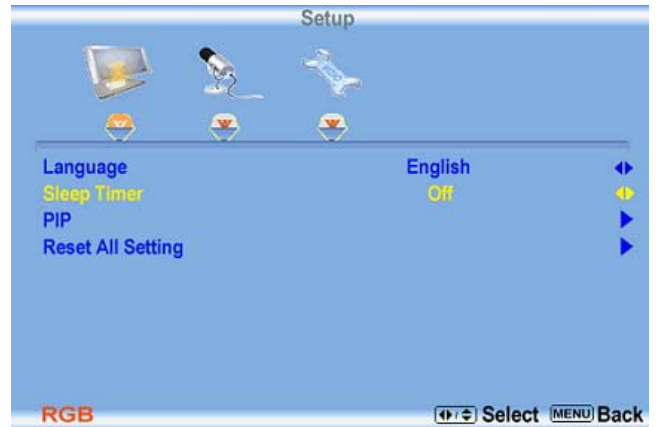 Setup
Language English
Sleep Timer Off
PIP
Reset All Setting
RGB Select MENU Back